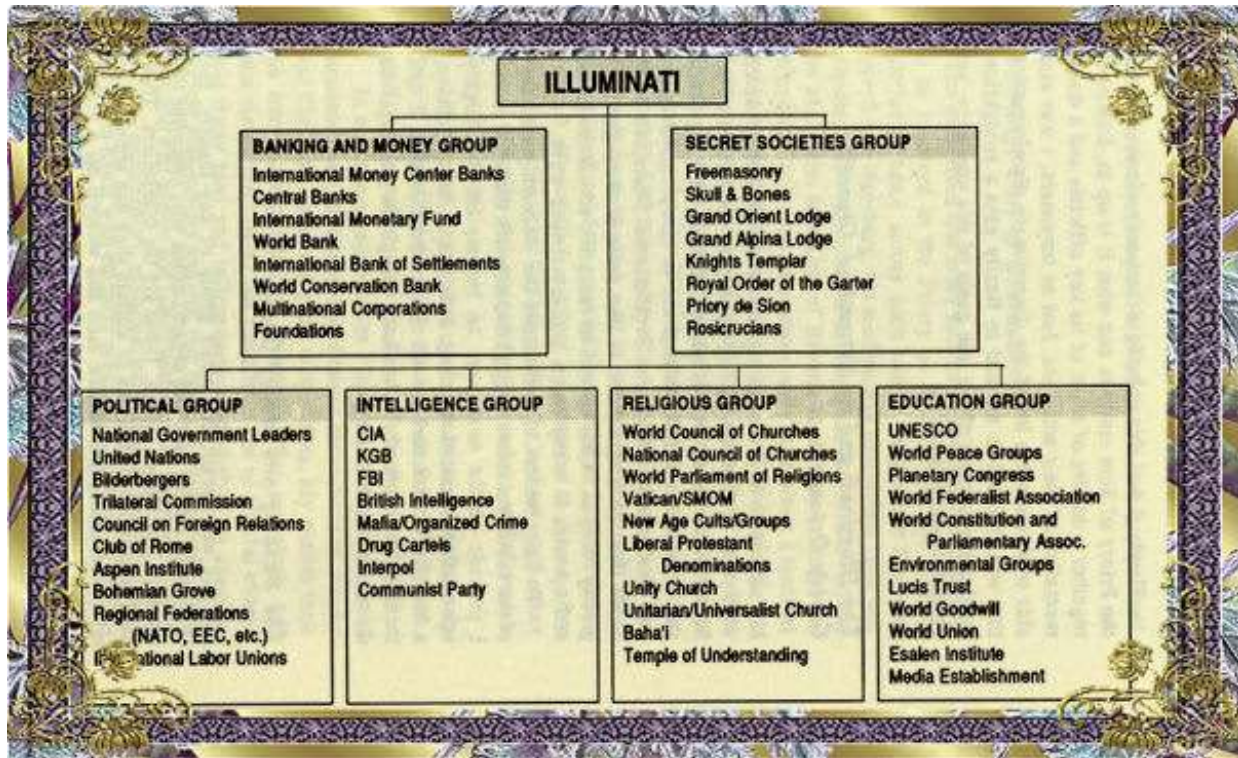 ILLUMINATI
BANKING AND MONEY GROUP
International Money Center Banks
Central Banks
International Monetary Fund
World Bank
International Bank of Settlements
World Conservation Bank
Multinational Corporations
Foundations
SECRET SOCIETIES GROUP
Freemasonry
Skull & Bones
Grand Orient Lodge
Grand Alpina Lodge
Knights Templar
Royal Order of the Garter
Priory de Sion
Rosicrucians
POLITICAL GROUP
National Government Leaders
United Nations
Bilderbergers
Trilateral Commission
Council on Foreign Relations
Club of Rome
Aspen Institute
Bohemian Grove
Regional Federations
(NATO, EEC, etc.)
Labor Unions
INTELLIGENCE GROUP
CIA
KGB
FBI
British Intelligence
Mafia/Organized Crime
Drug Cartels
Interpol
Communist Party
RELIGIOUS GROUP
World Council of Churches
National Council of Churches
World Parliament of Religions
Vatican/SMOM
New Age Cults/Groups
Liberal Protestant
Denominations
Unity Church
Unitarian/Universalist Church
Baha'i
Temple of Understanding
EDUCATION GROUP
UNESCO
World Peace Groups
Planetary Congress
World Federalist Association
World Constitution and
Parliamentary Assoc.
Environmental Groups
Lucis Trust
World Goodwill
World Union
Esalen Institute
Media Establishment